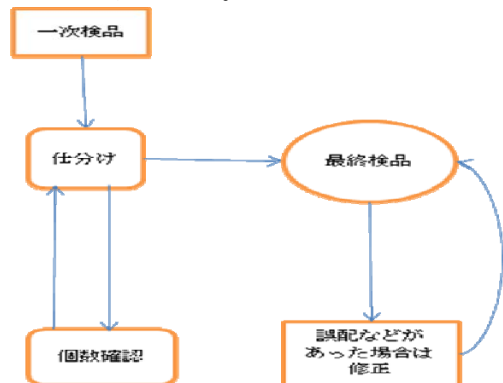 一次検品
仕分け
最終検品
個数確認
誤配などが
あった場合は
修正